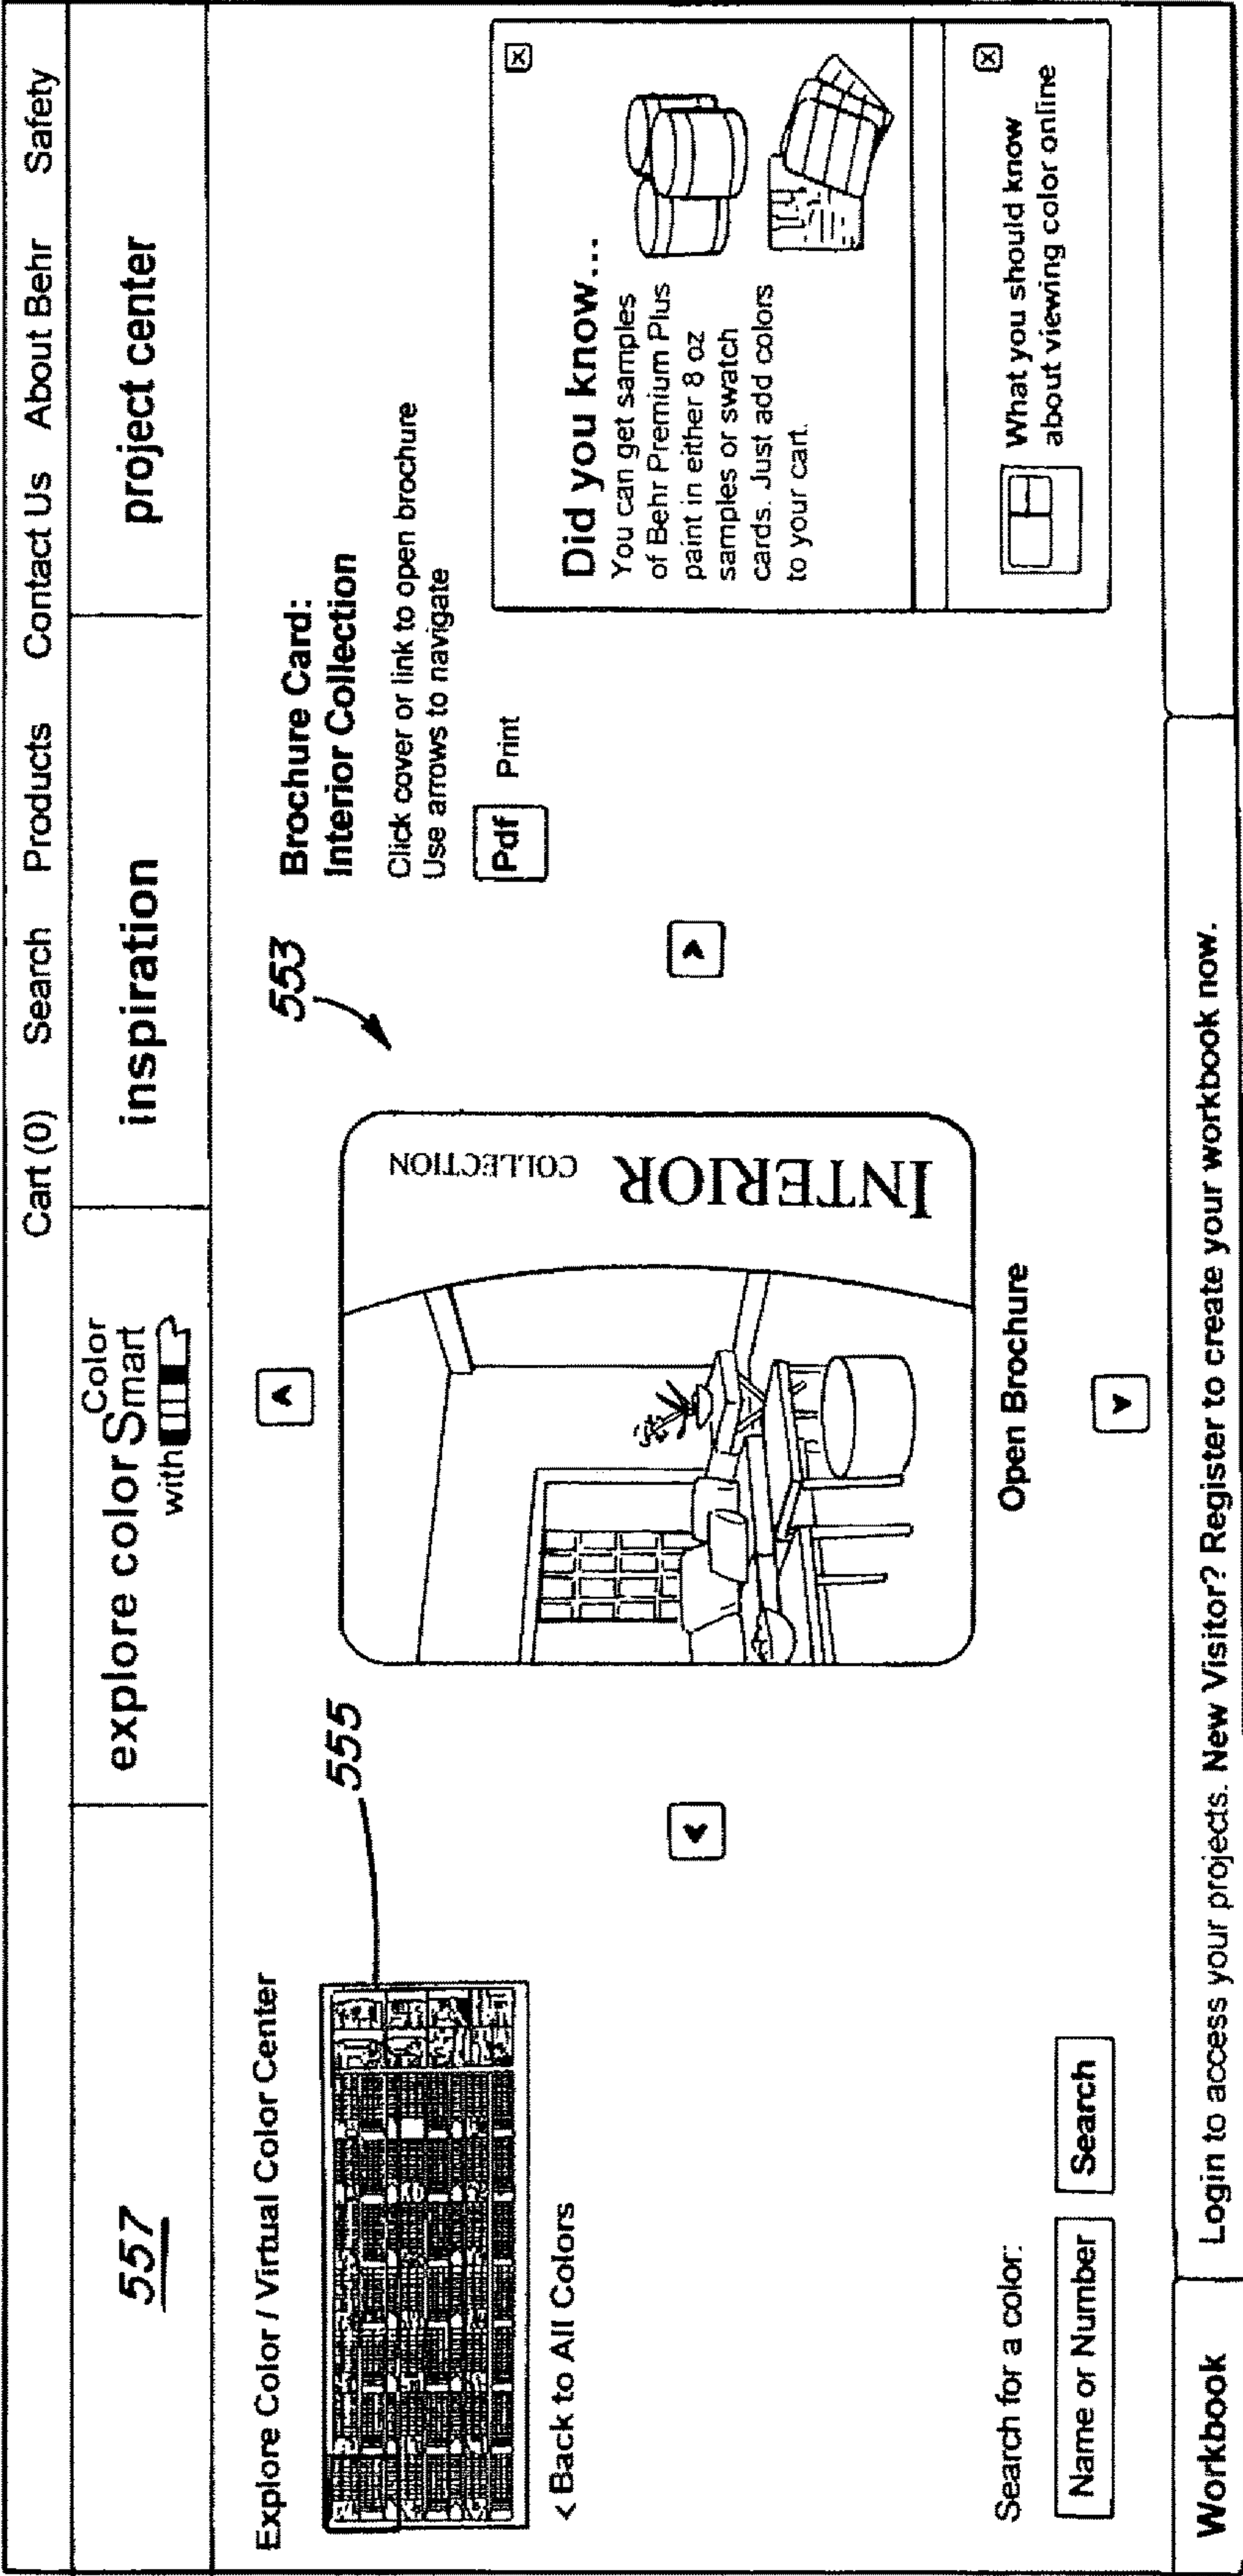 Cart (0) Search Products Contact Us About Behr Safety
557
explore color
Color
Smart
with
inspiration
project center
Explore Color / Virtual Color Center
555
< Back to All Colors
Search for a color:
Name or Number
Search
553
INTERIOR
COLLECTION
Open Brochure
Brochure Card:
Interior Collection
Click cover or link to open brochure
Use arrows to navigate
Pdf Print
Did you know...
You can get samples
of Behr Premium Plus
paint in either 8 oz
samples or swatch
cards. Just add colors
to your cart.
What you should know
about viewing color online
Workbook
Login to access your projects. New Visitor? Register to create your workbook now.